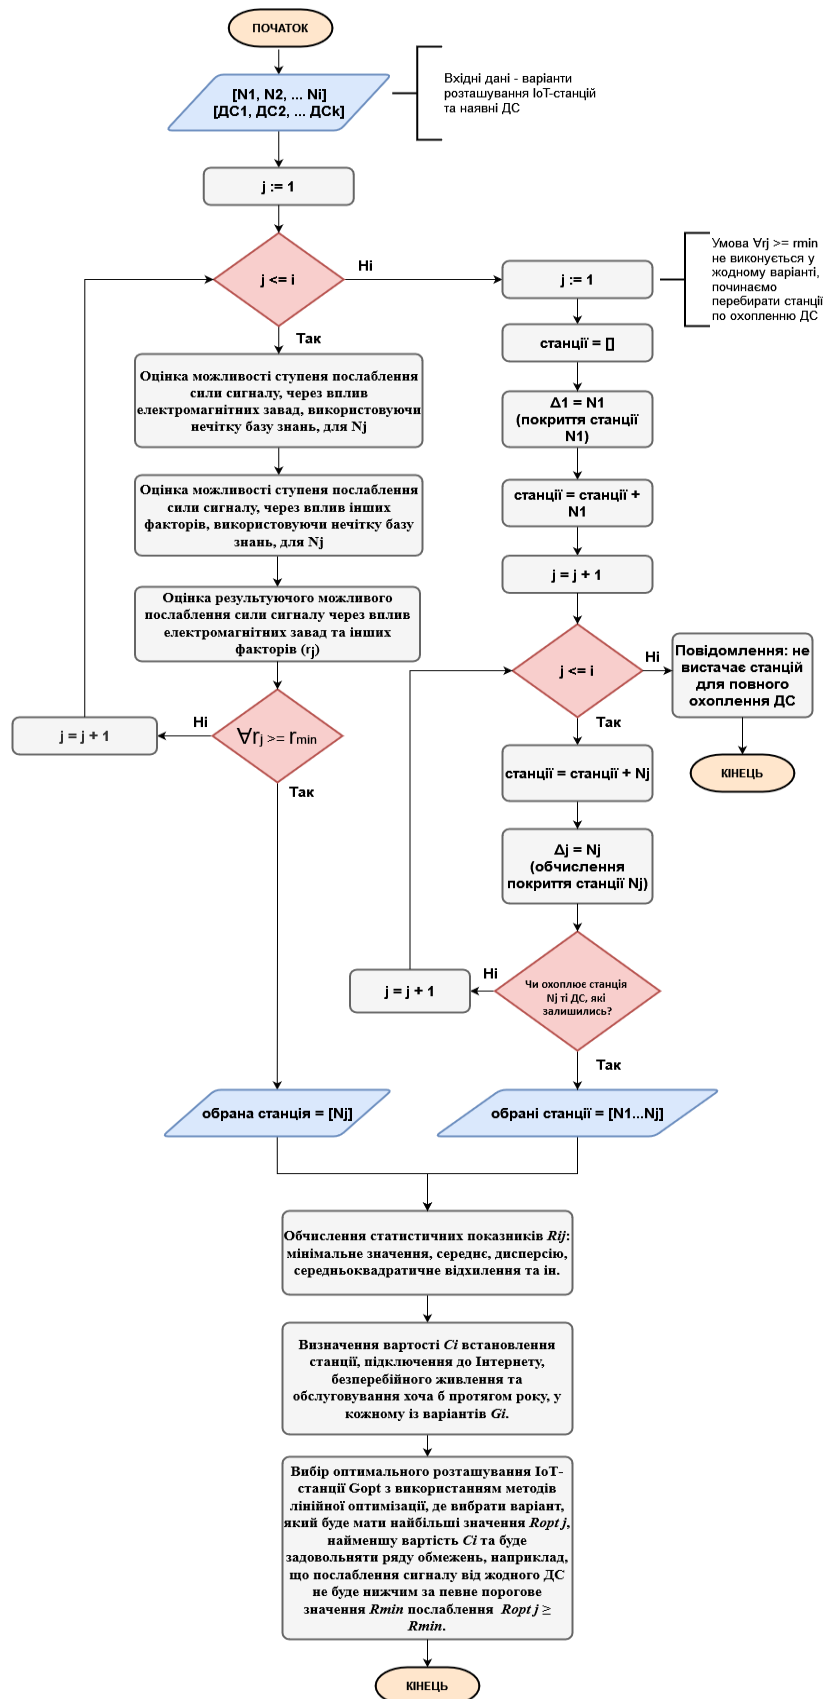 ПОЧАТОК
[N1, N2, ... Ni]
[ДС1, ДС2, ... ДСk]
Вхідні дані - варіанти
розташування IoT-станцій
та наявні ДС
j := 1
j <= i
Ні
Так
j := 1
Умова ∀rj >= rmin
не виконується у
жодному варіанті,
починаємо
перебирати станції
по охопленню ДС
станції = []
Оцінка можливості ступеня послаблення
сили сигналу, через вплив
електромагнітних завад, використовуючи
нечітку базу знань, для Nj
Δ1 = N1
(покриття станції
N1)
Оцінка можливості ступеня послаблення
сили сигналу, через вплив інших
факторів, використовуючи нечітку базу
знань, для Nj
станції = станції +
N1
j = j + 1
Оцінка результуючого можливого
послаблення сили сигналу через вплив
електромагнітних завад та інших
факторів (rj)
j <= i
Ні
Так
Повідомлення: не
вистачає станцій
для повного
охоплення ДС
КІНЕЦЬ
∀rj >= rmin
Ні
Так
j = j + 1
станції = станції + Nj
Δj = Nj
(обчислення
покриття станції Nj)
Чи охоплює станція
Nj ті ДС, які
залишились?
Ні
Так
j = j + 1
обрана станція = [Nj]
обрані станції = [N1...Nj]
Обчислення статистичних показників Rij:
мінімальне значення, середнє, дисперсію,
середньоквадратичне відхилення та ін.
Визначення вартості Ci встановлення
станції, підключення до Інтернету,
безперебійного живлення та
обслуговування хоча б протягом року, у
кожному із варіантів Gi.
Вибір оптимального розташування IoT-
станції Gopt з використанням методів
лінійної оптимізації, де вибрати варіант,
який буде мати найбільші значення Ropt j,
найменшу вартість Ci та буде
задовольняти ряду обмежень, наприклад,
що послаблення сигналу від жодного ДС
не буде нижчим за певне порогове
значення Rmin послаблення Ropt j ≥
Rmin.
КІНЕЦЬ